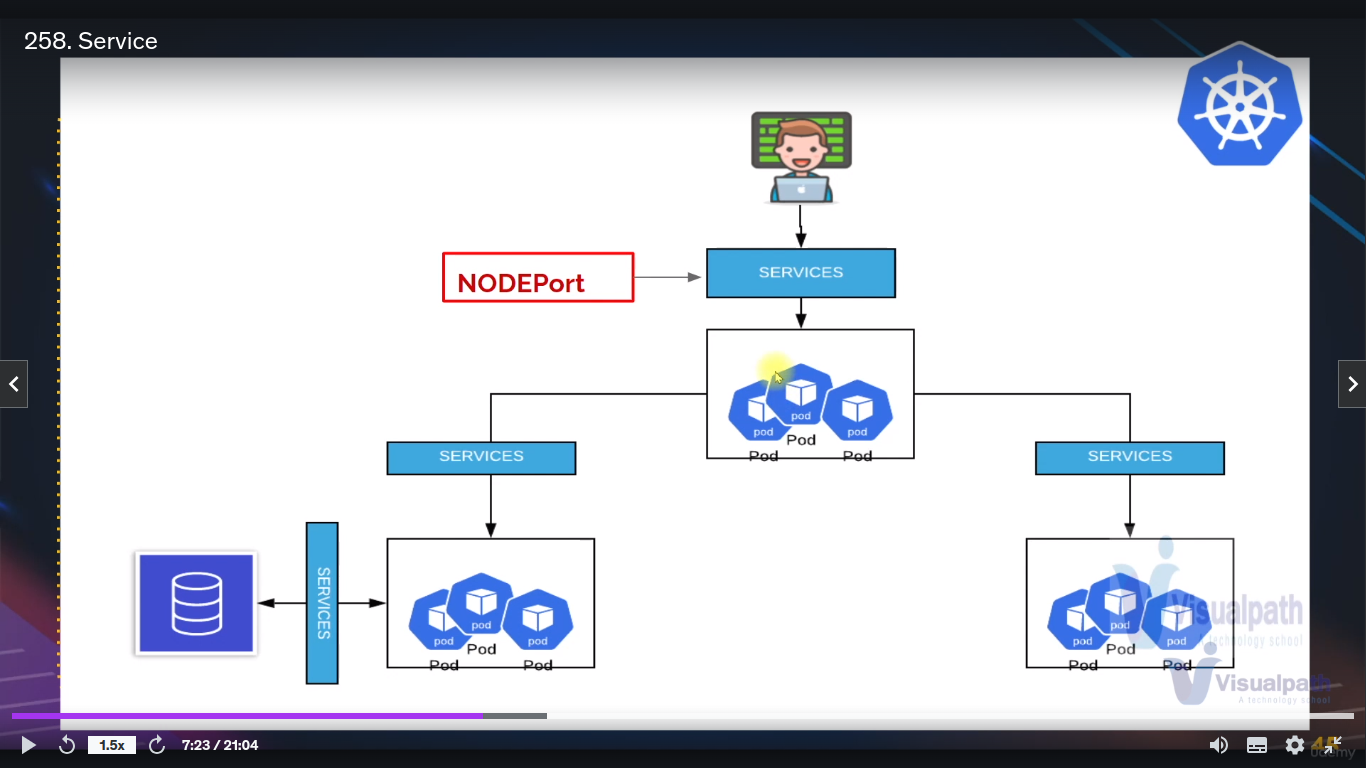 258. Service
SERVICES
NODEPort
pod
pod
pod
Pod
Pod
Pod
SERVICES
SERVICES
SERVICES
pod
pod
pod
Pod
Pod
Pod
pod
pod
pod
Pod
Pod
Pod
Visualpath
A technology school
Visualpath
A technology school
1.5x
7:23 / 21:04
udemy